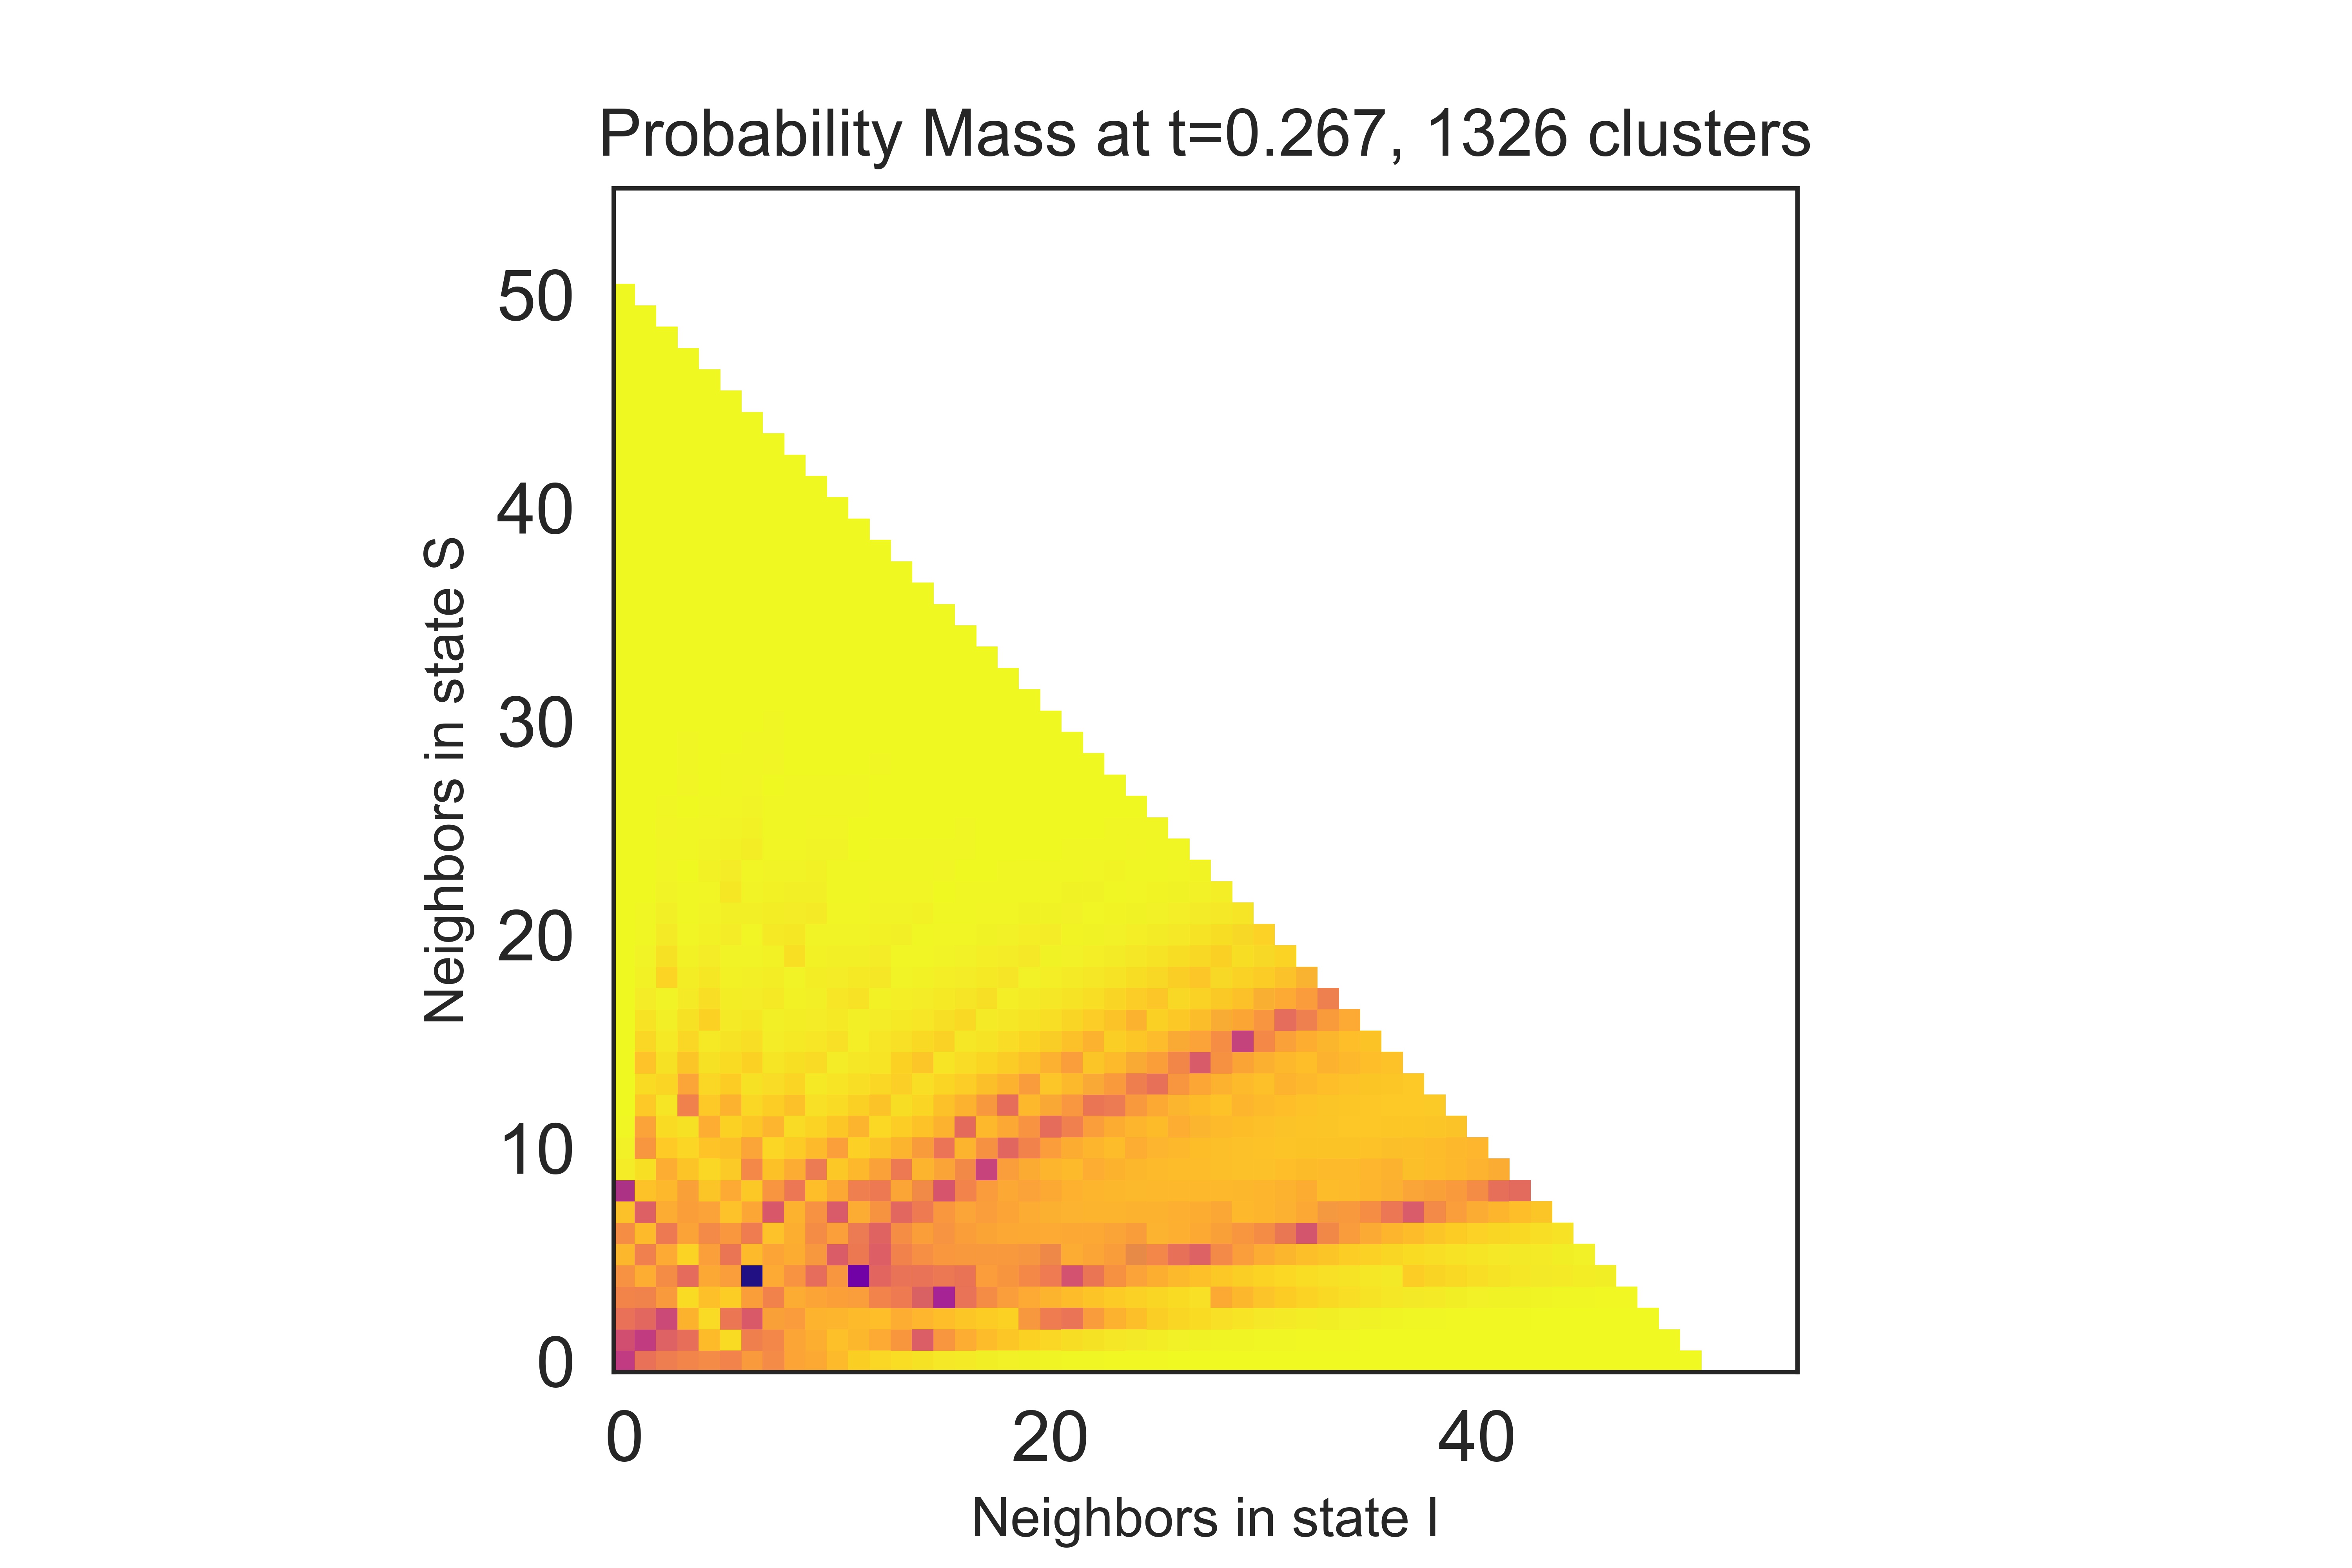 Probability Mass at t=0.267, 1326 clusters
Neighbors in state S
50
40
30
20
10
0
0 20 40
Neighbors in state I